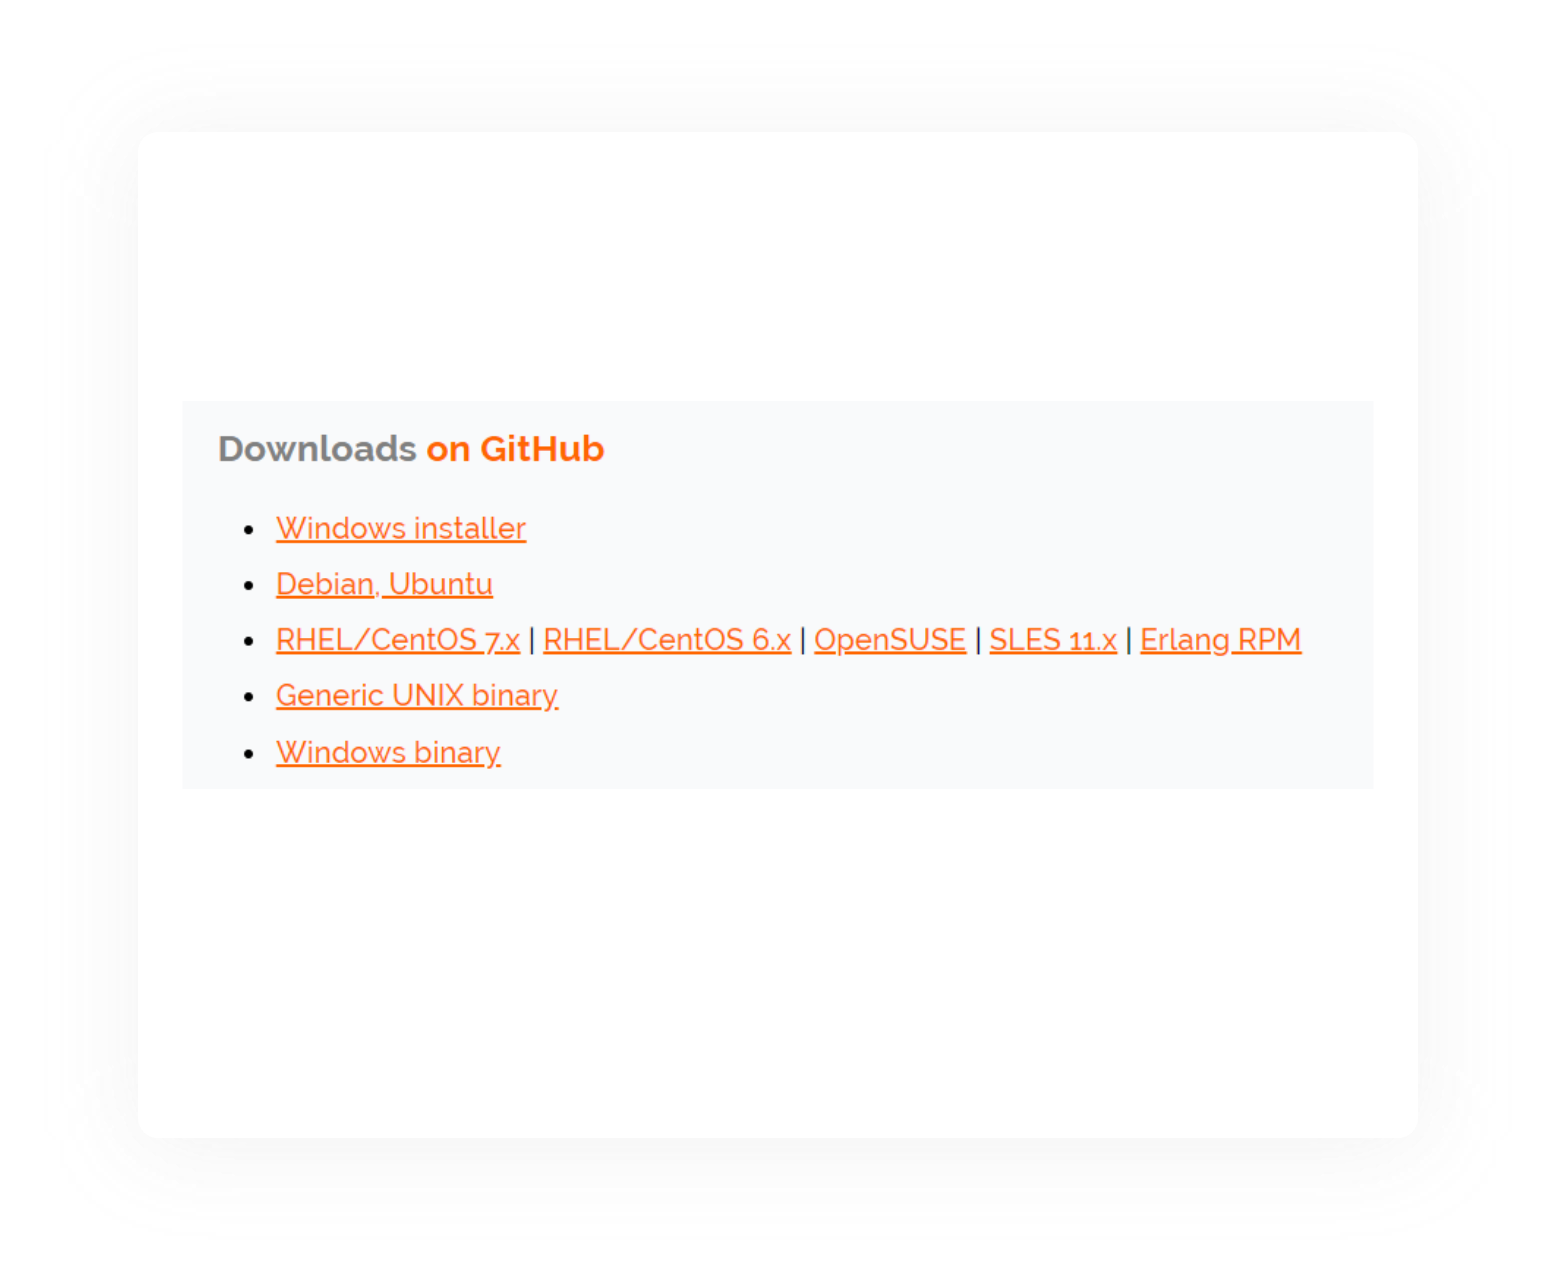 Downloads on GitHub
• Windows installer
• Debian, Ubuntu
• RHEL/CentOS 7.x | RHEL/CentOS 6.x | OpenSUSE | SLES 11.x | Erlang RPM
• Generic UNIX binary
• Windows binary